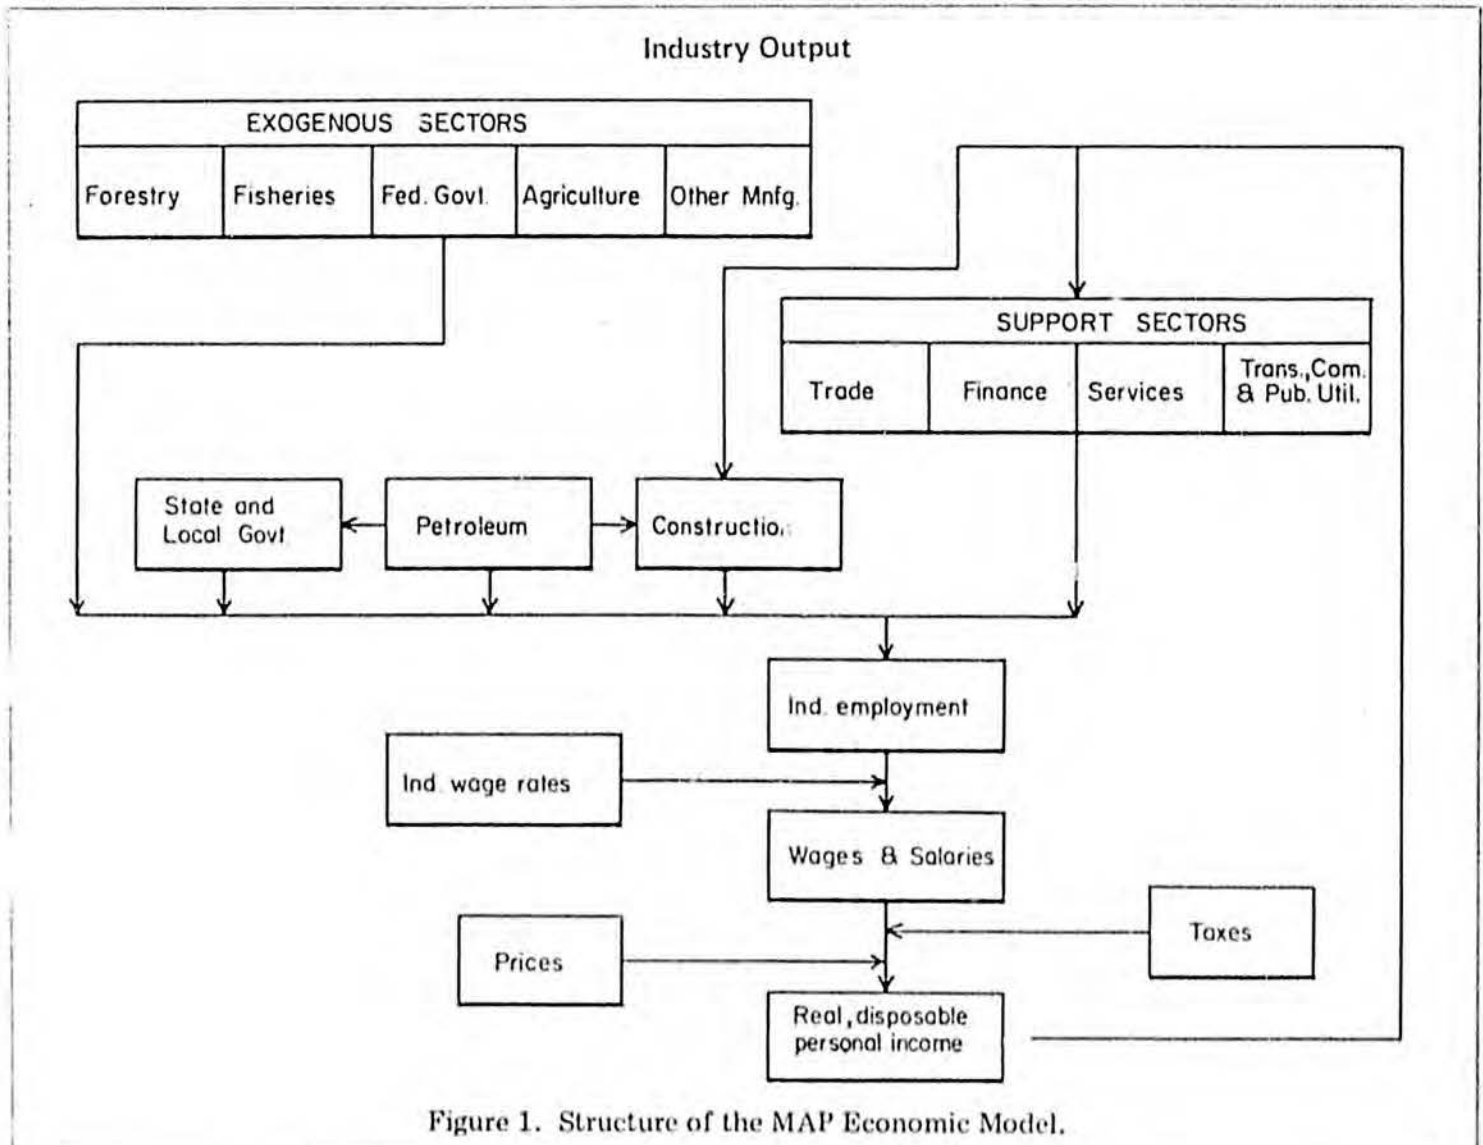 Industry Output
EXOGENOUS SECTORS
Forestry
Fisheries
Fed. Govt.
Agriculture
Other Mnfg.
SUPPORT SECTORS
Trade
Finance
Services
Trans., Com.
& Pub. Util.
State and
Local Govt.
Petroleum
Construction
Ind. employment
Ind. wage rates
Wages & Salaries
Taxes
Prices
Real, disposable
personal income
Figure 1. Structure of the MAP Economic Model.